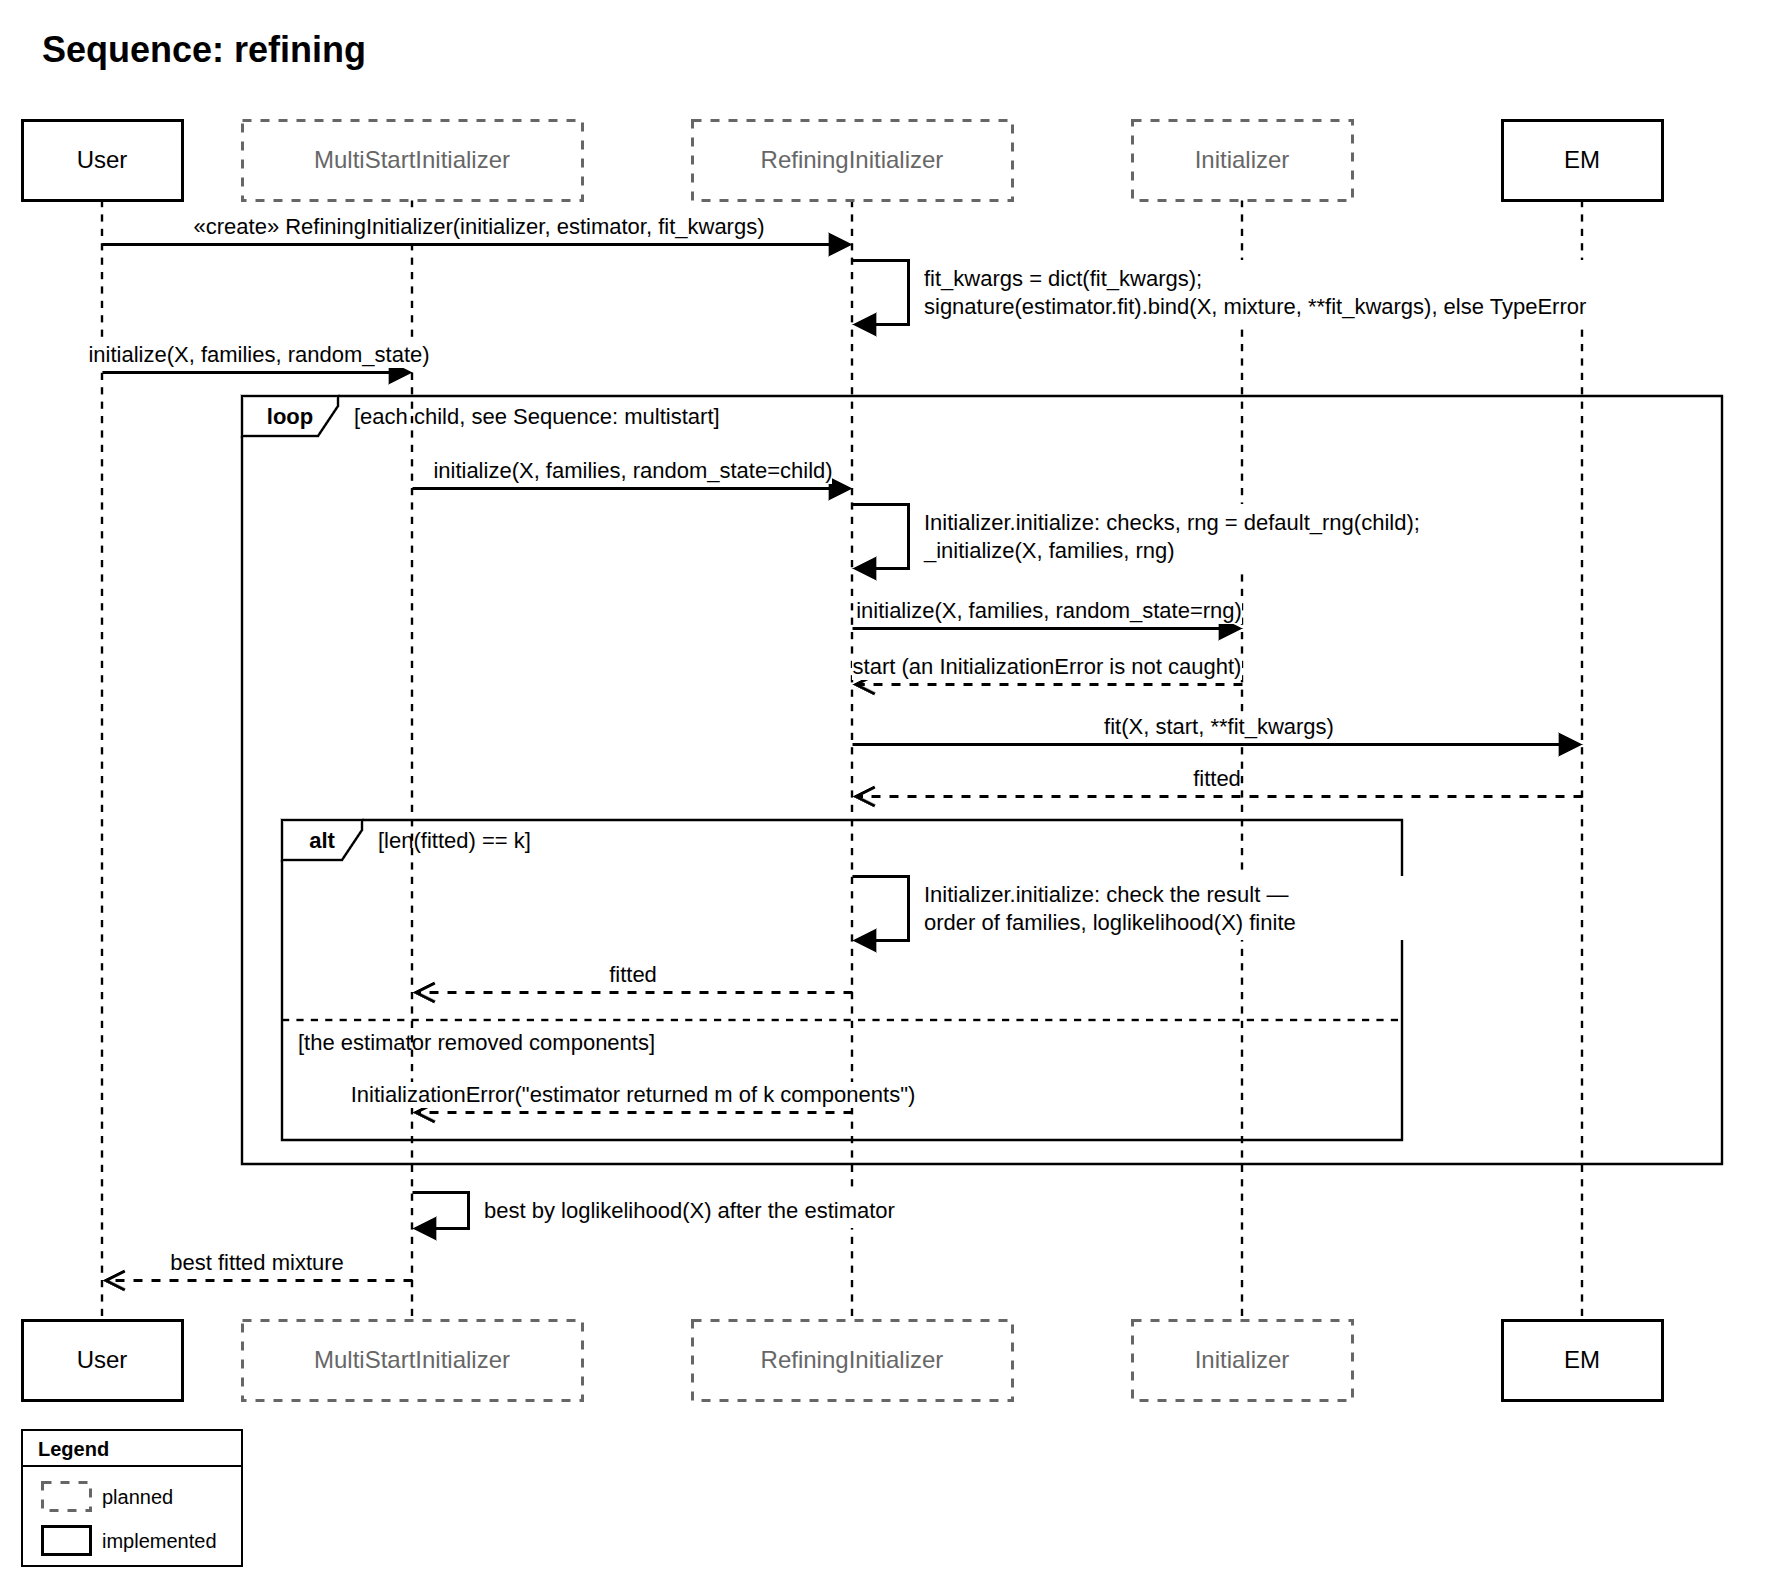 Sequence: refining
User
MultiStartInitializer
RefiningInitializer
Initializer
EM
«create» RefiningInitializer(initializer, estimator, fit_kwargs)
fit_kwargs = dict(fit_kwargs);
signature(estimator.fit).bind(X, mixture, **fit_kwargs), else TypeError
initialize(X, families, random_state)
loop
[each child, see Sequence: multistart]
initialize(X, families, random_state=child)
Initializer.initialize: checks, rng = default_rng(child);
_initialize(X, families, rng)
initialize(X, families, random_state=rng)
start (an InitializationError is not caught)
fit(X, start, **fit_kwargs)
fitted
alt
[len(fitted) == k]
Initializer.initialize: check the result —
order of families, loglikelihood(X) finite
fitted
[the estimator removed components]
InitializationError("estimator returned m of k components")
best by loglikelihood(X) after the estimator
best fitted mixture
User
MultiStartInitializer
RefiningInitializer
Initializer
EM
Legend
planned
implemented